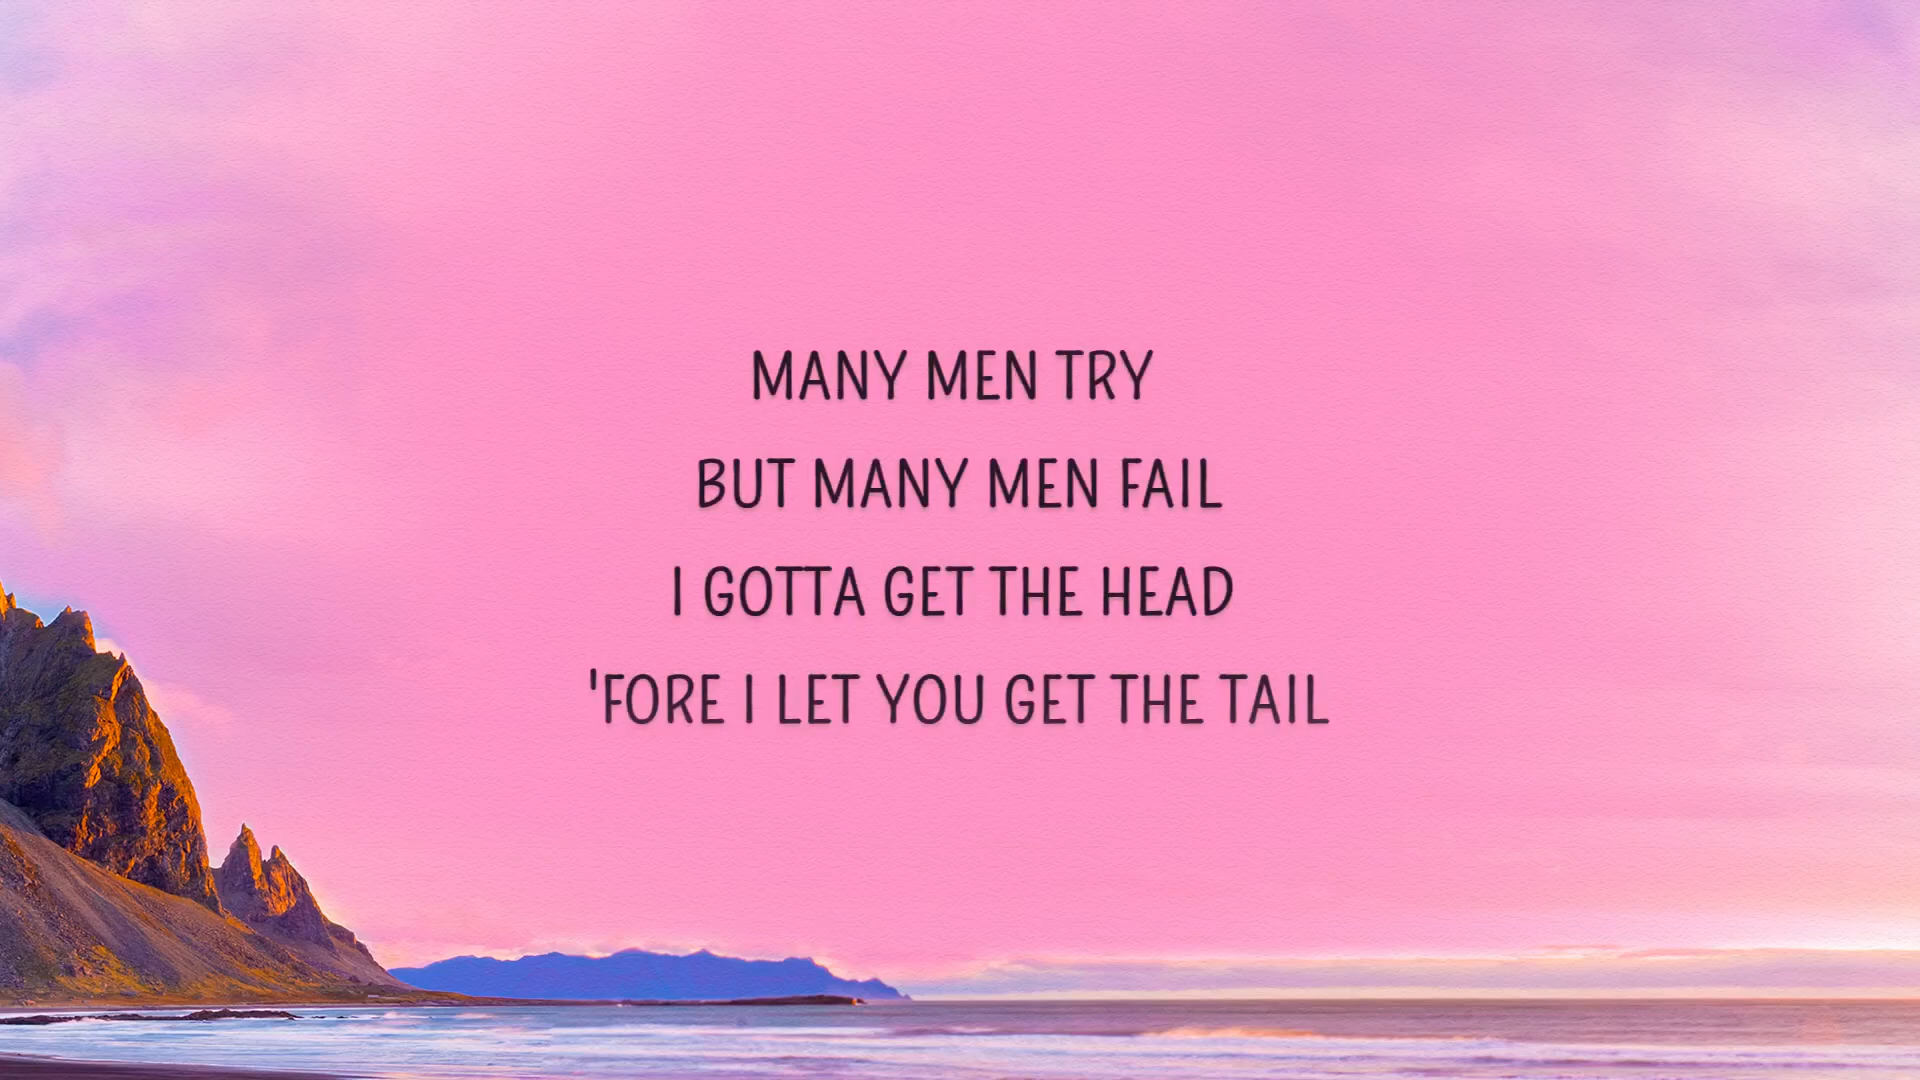 MANY MEN TRY
BUT MANY MEN FAIL
I GOTTA GET THE HEAD
'FORE I LET YOU GET THE TAIL